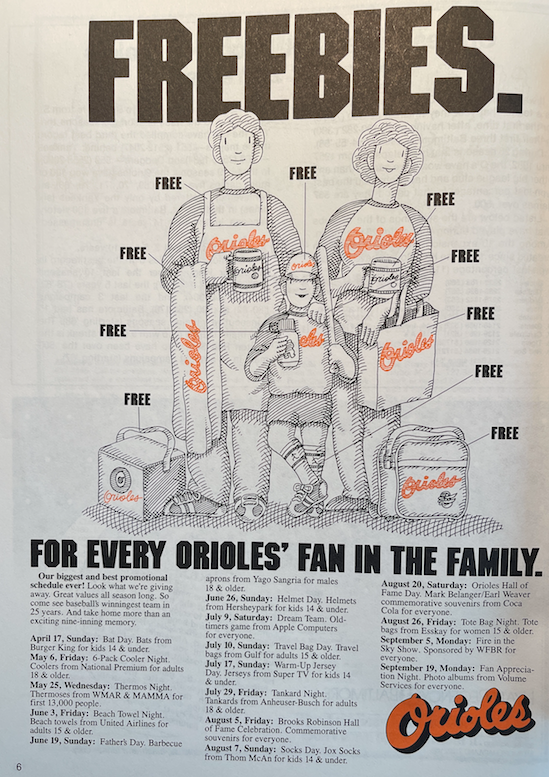 FREEBIES.
FREE
FREE
FREE
FREE
FREE
FREE
FREE
FREE
FREE
FREE
Orioles
Orioles
Orioles
Orioles
Orioles
Orioles
Orioles
oles
Orioles
Orioles
Orioles
FOR EVERY ORIOLES' FAN IN THE FAMILY.
Our biggest and best promotional
schedule ever! Look what we're giving
away. Great values all season long. So
come see baseball's winningest team in
25 years. And take home more than an
exciting nine-inning memory.
April 17, Sunday: Bat Day. Bats from
Burger King for kids 14 & under.
May 6, Friday: 6-Pack Cooler Night.
Coolers from National Premium for adults
18 & older.
May 25, Wednesday: Thermos Night.
Thermoses from WMAR & MAMMA for
first 13,000 people.
June 3, Friday: Beach Towel Night.
Beach towels from United Airlines for
adults 15 & older.
June 19, Sunday: Father's Day. Barbecue
aprons from Yago Sangria for males
18 & older.
June 26, Sunday: Helmet Day. Helmets
from Hersheypark for kids 14 & under.
July 9, Saturday: Dream Team. Old-
timers game from Apple Computers
for everyone.
July 10, Sunday: Travel Bag Day. Travel
bags from Gulf for adults 15 & older.
July 17, Sunday: Warm-Up Jersey
Day. Jerseys from Super TV for kids 14
& under.
July 29, Friday: Tankard Night.
Tankards from Anheuser-Busch for adults
18 & older.
August 5, Friday: Brooks Robinson Hall
of Fame Celebration. Commemorative
souvenirs for everyone.
August 7, Sunday: Socks Day. Jox Socks
from Thom McAn for kids 14 & under.
August 20, Saturday: Orioles Hall of
Fame Day. Mark Belanger/Earl Weaver
commemorative souvenirs from Coca
Cola for everyone.
August 26, Friday: Tote Bag Night. Tote
bags from Esskay for women 15 & older.
September 5, Monday: Fire in the
Sky Show. Sponsored by WFBR for
everyone.
September 19, Monday: Fan Apprecia-
tion Night. Photo albums from Volume
Services for everyone.
Orioles
6